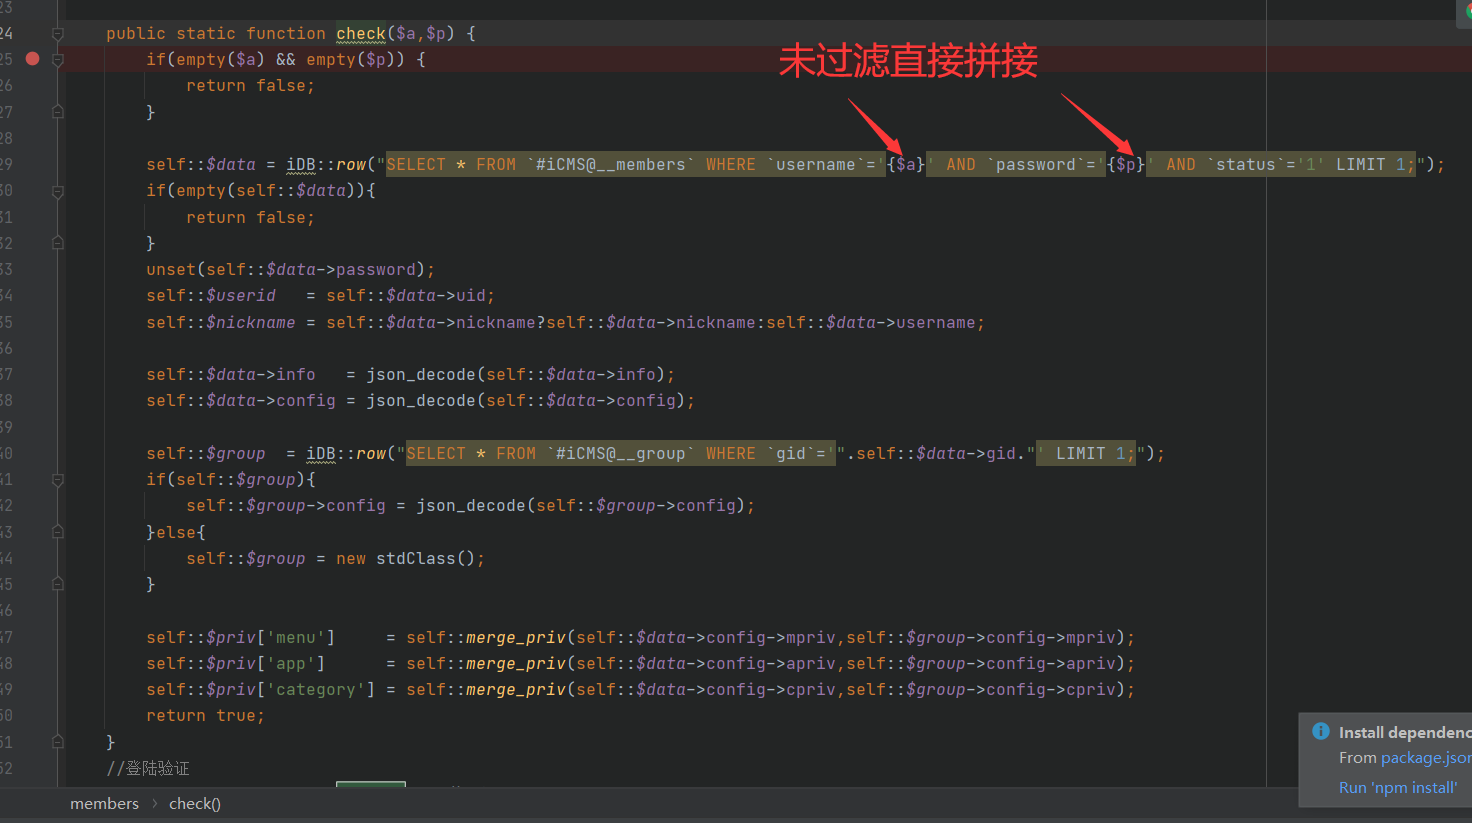 23
24 public static function check($a,$p) {
25 if(empty($a) && empty($p)) {
未过滤直接拼接
26 return false;
27 }
28
29 self::$data = iDB::row("SELECT * FROM `#iCMS@__members` WHERE `username`='{$a}' AND `password`='{$p}' AND `status`='1' LIMIT 1;");
30 if(empty(self::$data)){
31 return false;
32 }
33 unset(self::$data->password);
34 self::$userid = self::$data->uid;
35 self::$nickname = self::$data->nickname?self::$data->nickname:self::$data->username;
36
37 self::$data->info = json_decode(self::$data->info);
38 self::$data->config = json_decode(self::$data->config);
39
40 self::$group = iDB::row("SELECT * FROM `#iCMS@__group` WHERE `gid`='".self::$data->gid."' LIMIT 1;");
41 if(self::$group){
42 self::$group->config = json_decode(self::$group->config);
43 }else{
44 self::$group = new stdClass();
45 }
46
47 self::$priv['menu'] = self::merge_priv(self::$data->config->mpriv,self::$group->config->mpriv);
48 self::$priv['app'] = self::merge_priv(self::$data->config->apriv,self::$group->config->apriv);
49 self::$priv['category'] = self::merge_priv(self::$data->config->cpriv,self::$group->config->cpriv);
50 return true;
51 }
52 //登陆验证
Install dependenc
From package.jsor
Run 'npm install'
members › check()